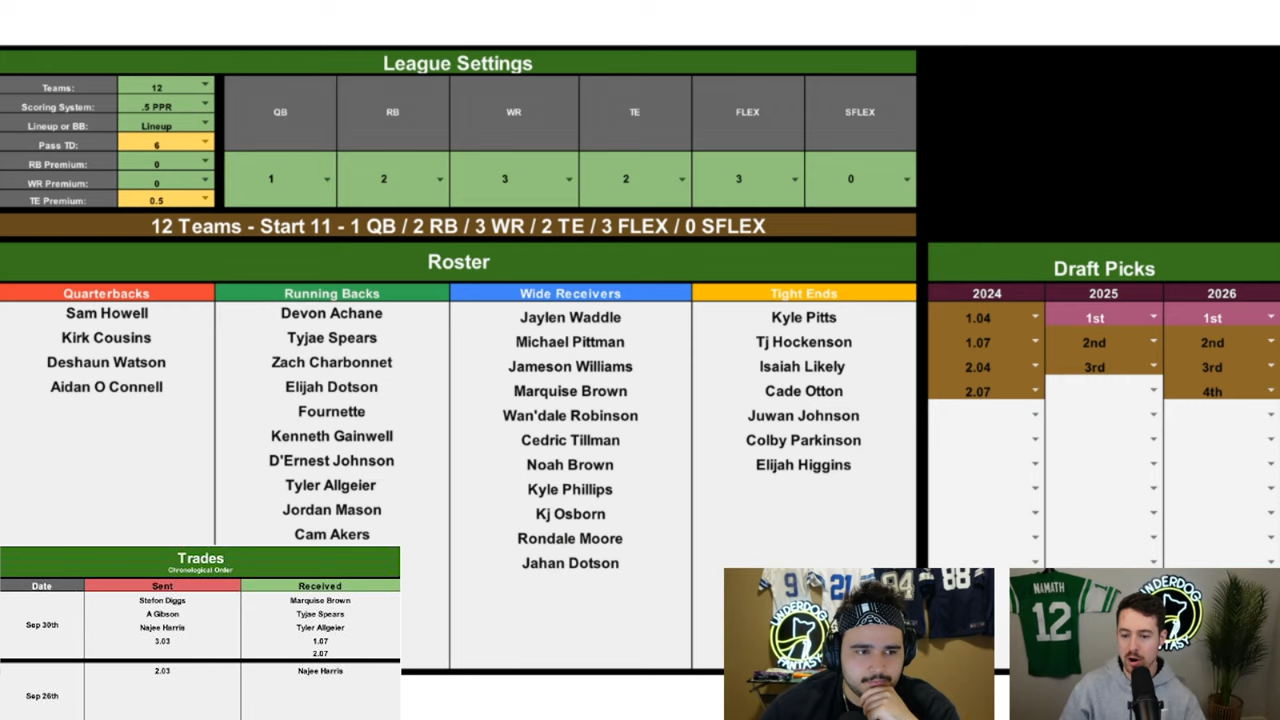 League Settings
Teams: 12
Scoring System: .5 PPR
Lineup or BB: Lineup
Pass TD: 6
RB Premium: 0
WR Premium: 0
TE Premium: 0.5
QB RB WR TE FLEX SFLEX
1 2 3 2 3 0
12 Teams - Start 11 - 1 QB / 2 RB / 3 WR / 2 TE / 3 FLEX / 0 SFLEX
Roster
Quarterbacks
Sam Howell
Kirk Cousins
Deshaun Watson
Aidan O Connell
Running Backs
Devon Achane
Tyjae Spears
Zach Charbonnet
Elijah Dotson
Fournette
Kenneth Gainwell
D'Ernest Johnson
Tyler Allgeier
Jordan Mason
Cam Akers
Wide Receivers
Jaylen Waddle
Michael Pittman
Jameson Williams
Marquise Brown
Wan'dale Robinson
Cedric Tillman
Noah Brown
Kyle Phillips
Kj Osborn
Rondale Moore
Jahan Dotson
Tight Ends
Kyle Pitts
Tj Hockenson
Isaiah Likely
Cade Otton
Juwan Johnson
Colby Parkinson
Elijah Higgins
Draft Picks
2024 2025 2026
1.04 1st 1st
1.07 2nd 2nd
2.04 3rd 3rd
2.07 4th
Trades
Chronological Order
Date Sent Received
Sep 30th
Stefon Diggs Marquise Brown
A Gibson Tyjae Spears
Najee Harris Tyler Allgeier
3.03 1.07
2.07
Sep 26th
2.03 Najee Harris
9 21 94 88
UNDERDOG
FANTASY
NAMATH
12
UNDERDOG
FANTASY